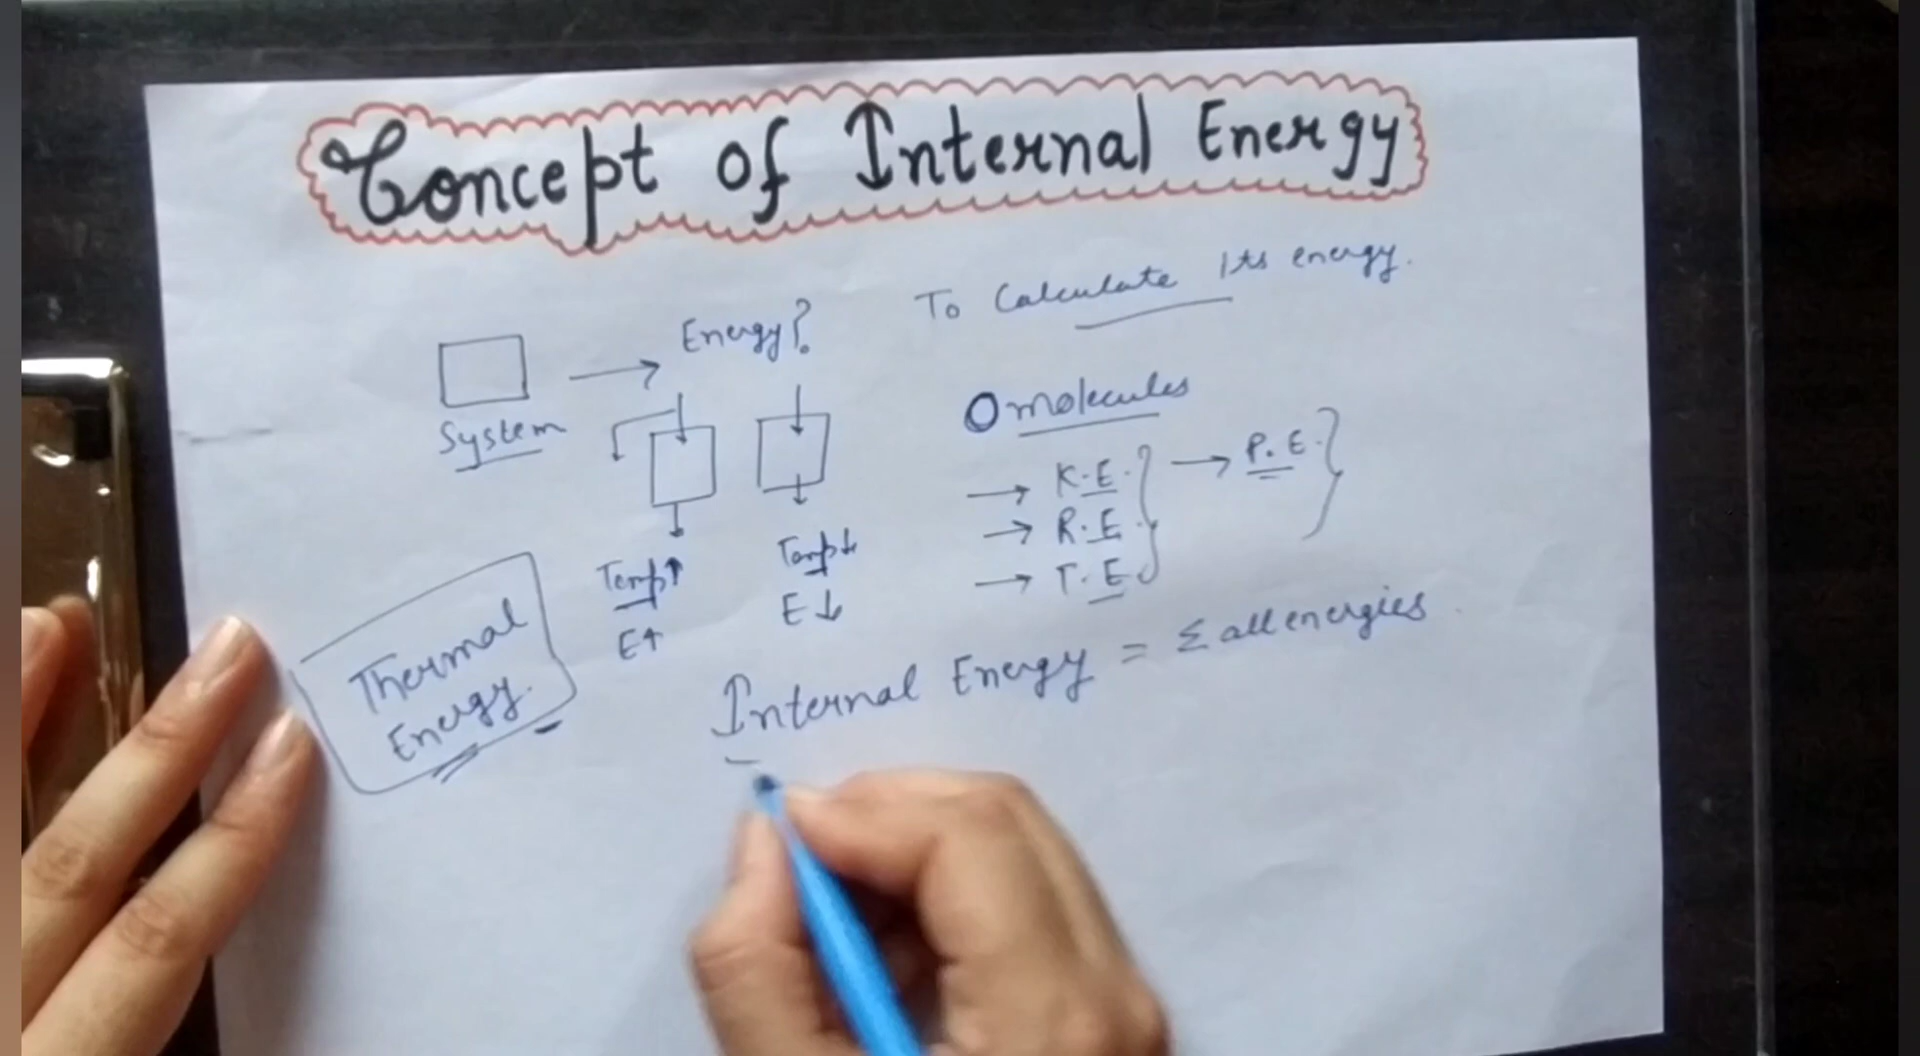 Concept of Internal Energy
To Calculate Its energy.
Energy?
System
molecules
K.E.
→ P.E.
R.E
T.E
Temp↑
E↑
Temp↓
E↓
Thermal
Energy.
Internal Energy = Σ all energies